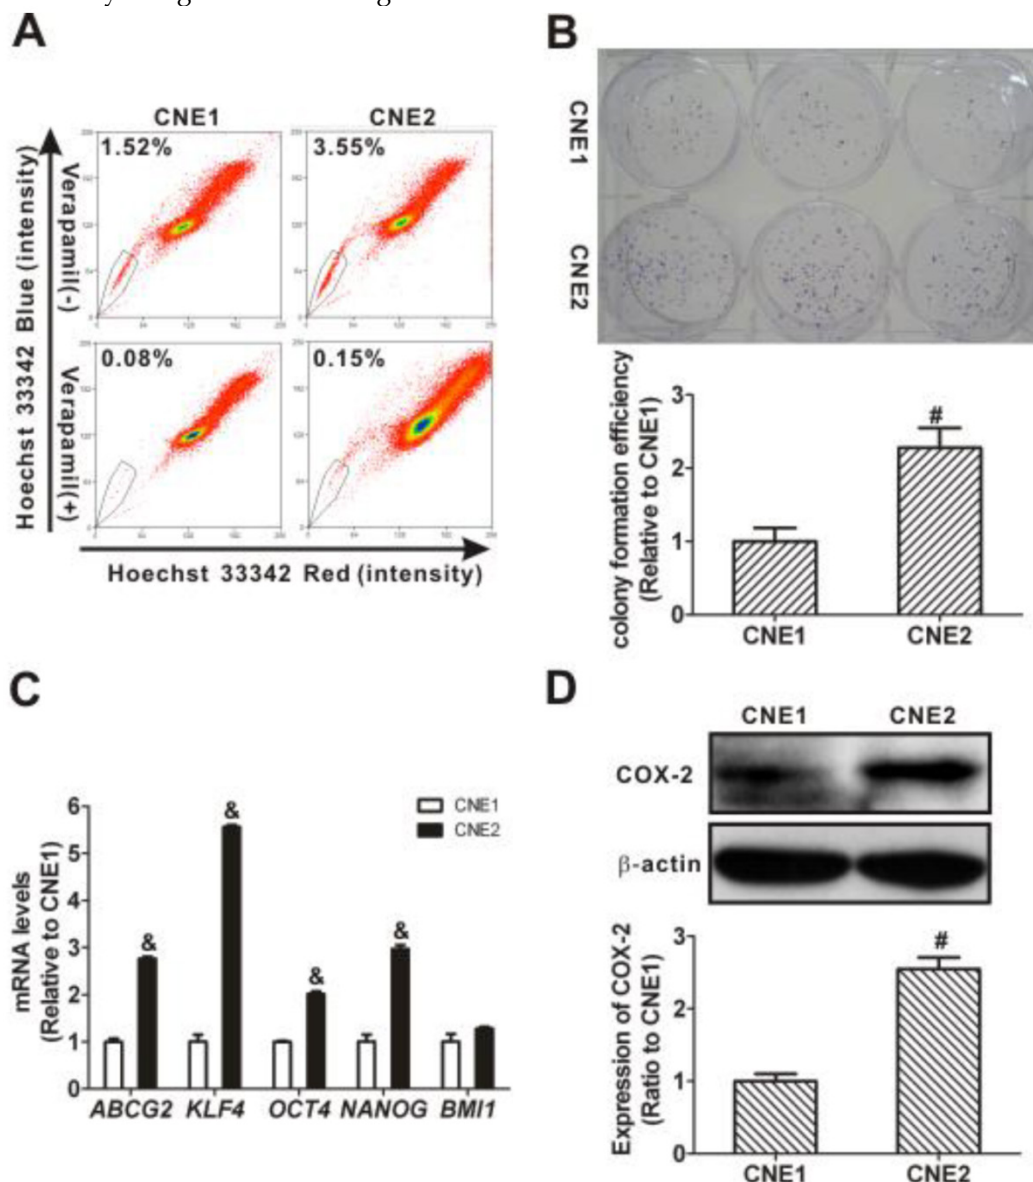 A
CNE1
CNE2
Hoechst 33342 Blue (intensity)
Verapamil(-)
Verapamil(+)
1.52%
3.55%
0.08%
0.15%
Hoechst 33342 Red (intensity)
B
CNE1
CNE2
colony formation efficiency
(Relative to CNE1)
3
2
1
0
#
CNE1
CNE2
C
mRNA levels
(Relative to CNE1)
6
5
4
3
2
1
0
CNE1
CNE2
&
&
&
&
ABCG2 KLF4 OCT4 NANOG BMI1
D
CNE1
CNE2
COX-2
β-actin
Expression of COX-2
(Ratio to CNE1)
3
2
1
0
#
CNE1
CNE2